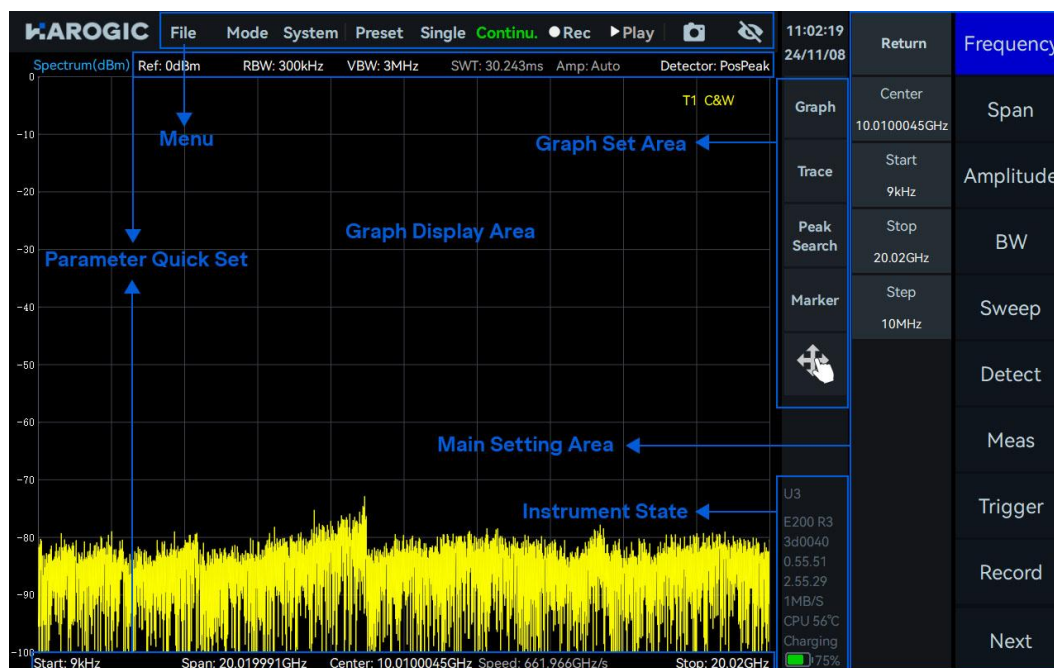 HAROGIC File Mode System Preset Single Continu. Rec Play
11:02:19
24/11/08
Spectrum(dBm) Ref: 0dBm RBW: 300kHz VBW: 3MHz SWT: 30.243ms Amp: Auto Detector: PosPeak
T1 C&W
0
-10
-20
-30
-40
-50
-60
-70
-80
-90
-100
Menu
Graph Set Area
Graph Display Area
Parameter Quick Set
Main Setting Area
Instrument State
Start: 9kHz Span: 20.019991GHz Center: 10.0100045GHz Speed: 661.966GHz/s Stop: 20.02GHz
Graph
Trace
Peak
Search
Marker
U3
E200 R3
3d0040
0.55.51
2.55.29
1MB/S
CPU 56℃
Charging
75%
Return
Center
10.0100045GHz
Start
9kHz
Stop
20.02GHz
Step
10MHz
Frequency
Span
Amplitude
BW
Sweep
Detect
Meas
Trigger
Record
Next